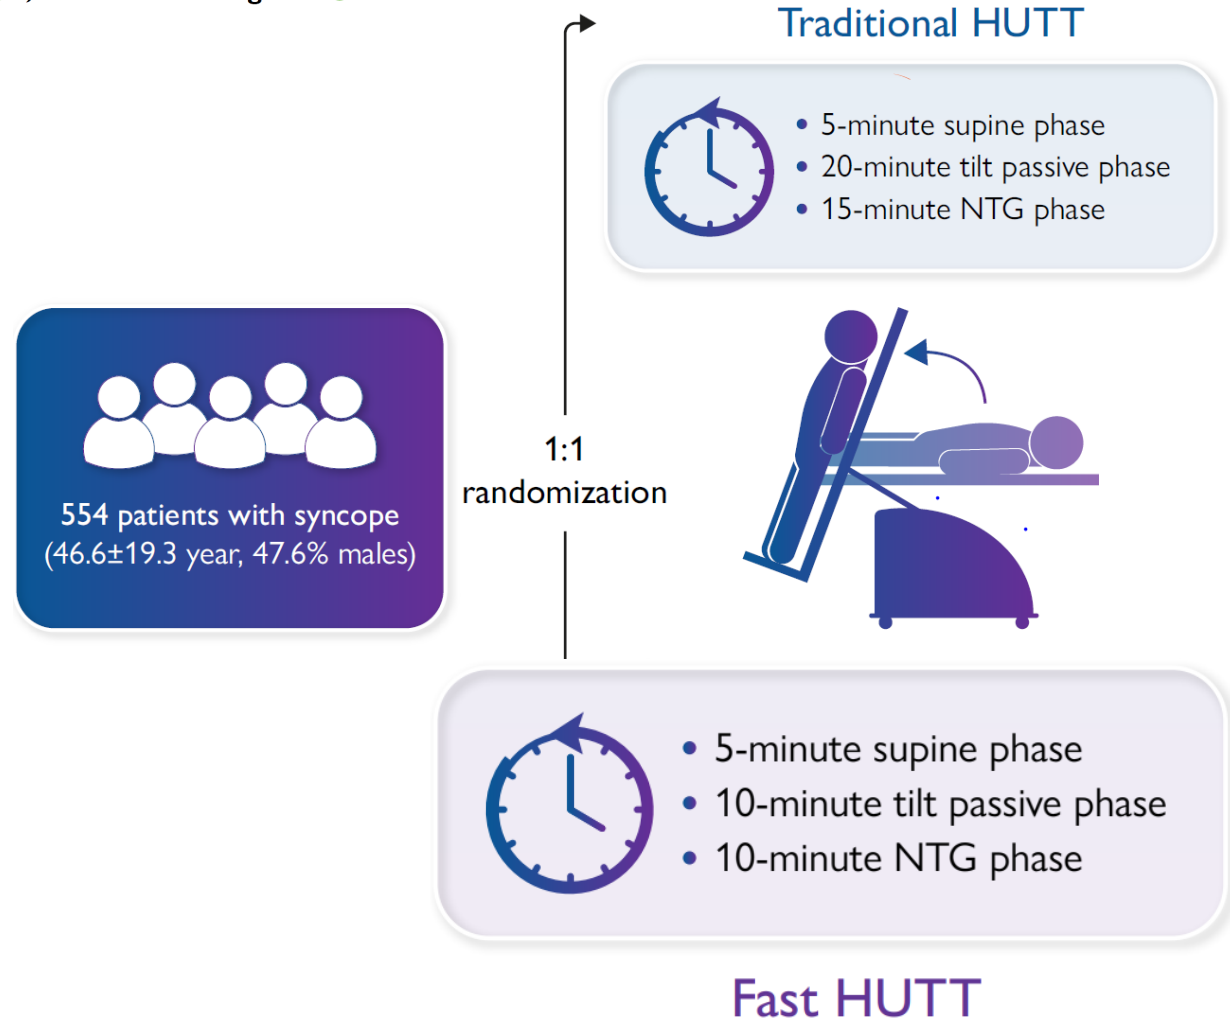 Traditional HUTT
• 5-minute supine phase
• 20-minute tilt passive phase
• 15-minute NTG phase
554 patients with syncope
(46.6±19.3 year, 47.6% males)
1:1
randomization
• 5-minute supine phase
• 10-minute tilt passive phase
• 10-minute NTG phase
Fast HUTT